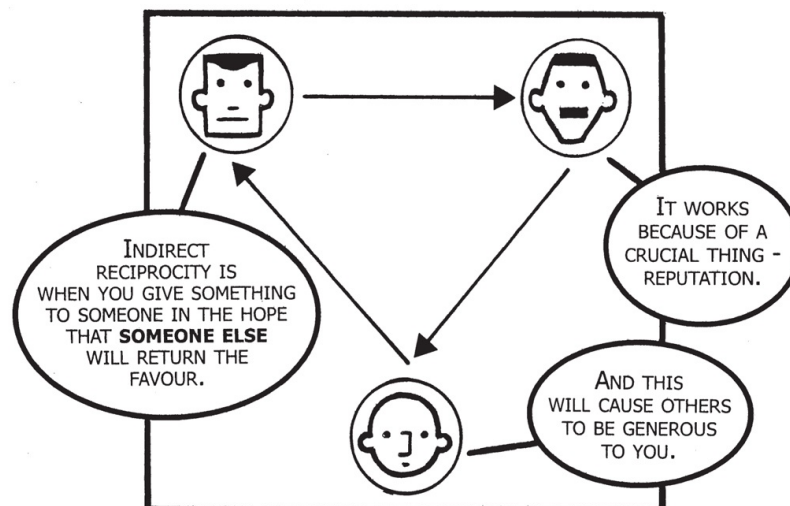 INDIRECT
RECIPROCITY IS
WHEN YOU GIVE SOMETHING
TO SOMEONE IN THE HOPE
THAT SOMEONE ELSE
WILL RETURN THE
FAVOUR.
IT WORKS
BECAUSE OF A
CRUCIAL THING -
REPUTATION.
AND THIS
WILL CAUSE OTHERS
TO BE GENEROUS
TO YOU.